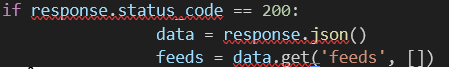 if response.status_code == 200:
data = response.json()
feeds = data.get('feeds', [])